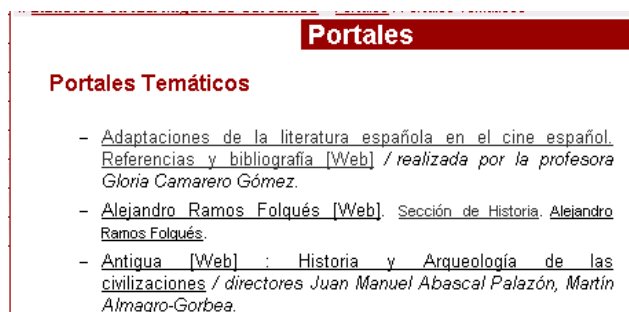 Portales
Portales Temáticos
– Adaptaciones de la literatura española en el cine español.
Referencias y bibliografía [Web] / realizada por la profesora
Gloria Camarero Gómez.
– Alejandro Ramos Folqués [Web]. Sección de Historia. Alejandro
Ramos Folqués.
– Antigua [Web] : Historia y Arqueología de las
civilizaciones / directores Juan Manuel Abascal Palazón, Martín
Almagro-Gorbea.